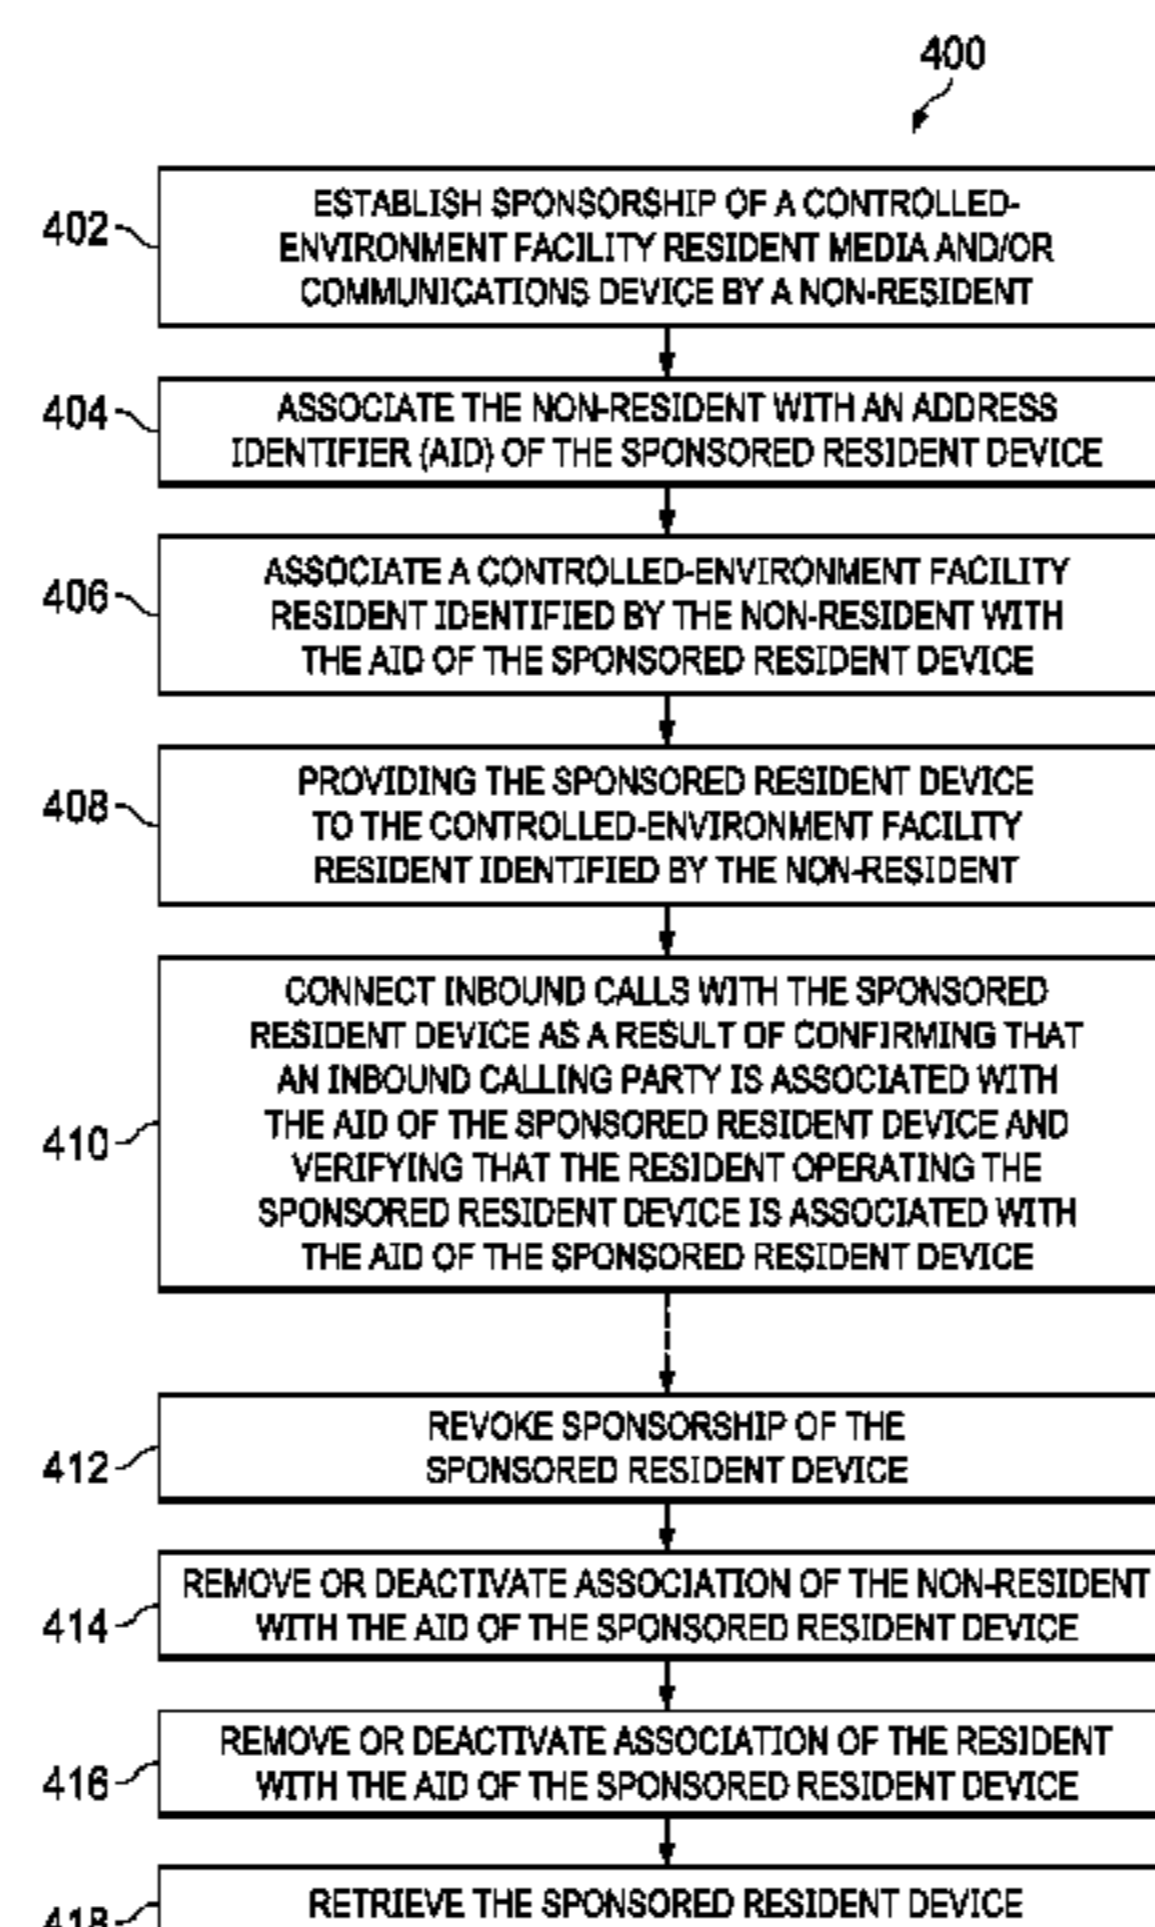 400
402
ESTABLISH SPONSORSHIP OF A CONTROLLED-
ENVIRONMENT FACILITY RESIDENT MEDIA AND/OR
COMMUNICATIONS DEVICE BY A NON-RESIDENT
404
ASSOCIATE THE NON-RESIDENT WITH AN ADDRESS
IDENTIFIER (AID) OF THE SPONSORED RESIDENT DEVICE
406
ASSOCIATE A CONTROLLED-ENVIRONMENT FACILITY
RESIDENT IDENTIFIED BY THE NON-RESIDENT WITH
THE AID OF THE SPONSORED RESIDENT DEVICE
408
PROVIDING THE SPONSORED RESIDENT DEVICE
TO THE CONTROLLED-ENVIRONMENT FACILITY
RESIDENT IDENTIFIED BY THE NON-RESIDENT
410
CONNECT INBOUND CALLS WITH THE SPONSORED
RESIDENT DEVICE AS A RESULT OF CONFIRMING THAT
AN INBOUND CALLING PARTY IS ASSOCIATED WITH
THE AID OF THE SPONSORED RESIDENT DEVICE AND
VERIFYING THAT THE RESIDENT OPERATING THE
SPONSORED RESIDENT DEVICE IS ASSOCIATED WITH
THE AID OF THE SPONSORED RESIDENT DEVICE
412
REVOKE SPONSORSHIP OF THE
SPONSORED RESIDENT DEVICE
414
REMOVE OR DEACTIVATE ASSOCIATION OF THE NON-RESIDENT
WITH THE AID OF THE SPONSORED RESIDENT DEVICE
416
REMOVE OR DEACTIVATE ASSOCIATION OF THE RESIDENT
WITH THE AID OF THE SPONSORED RESIDENT DEVICE
418
RETRIEVE THE SPONSORED RESIDENT DEVICE